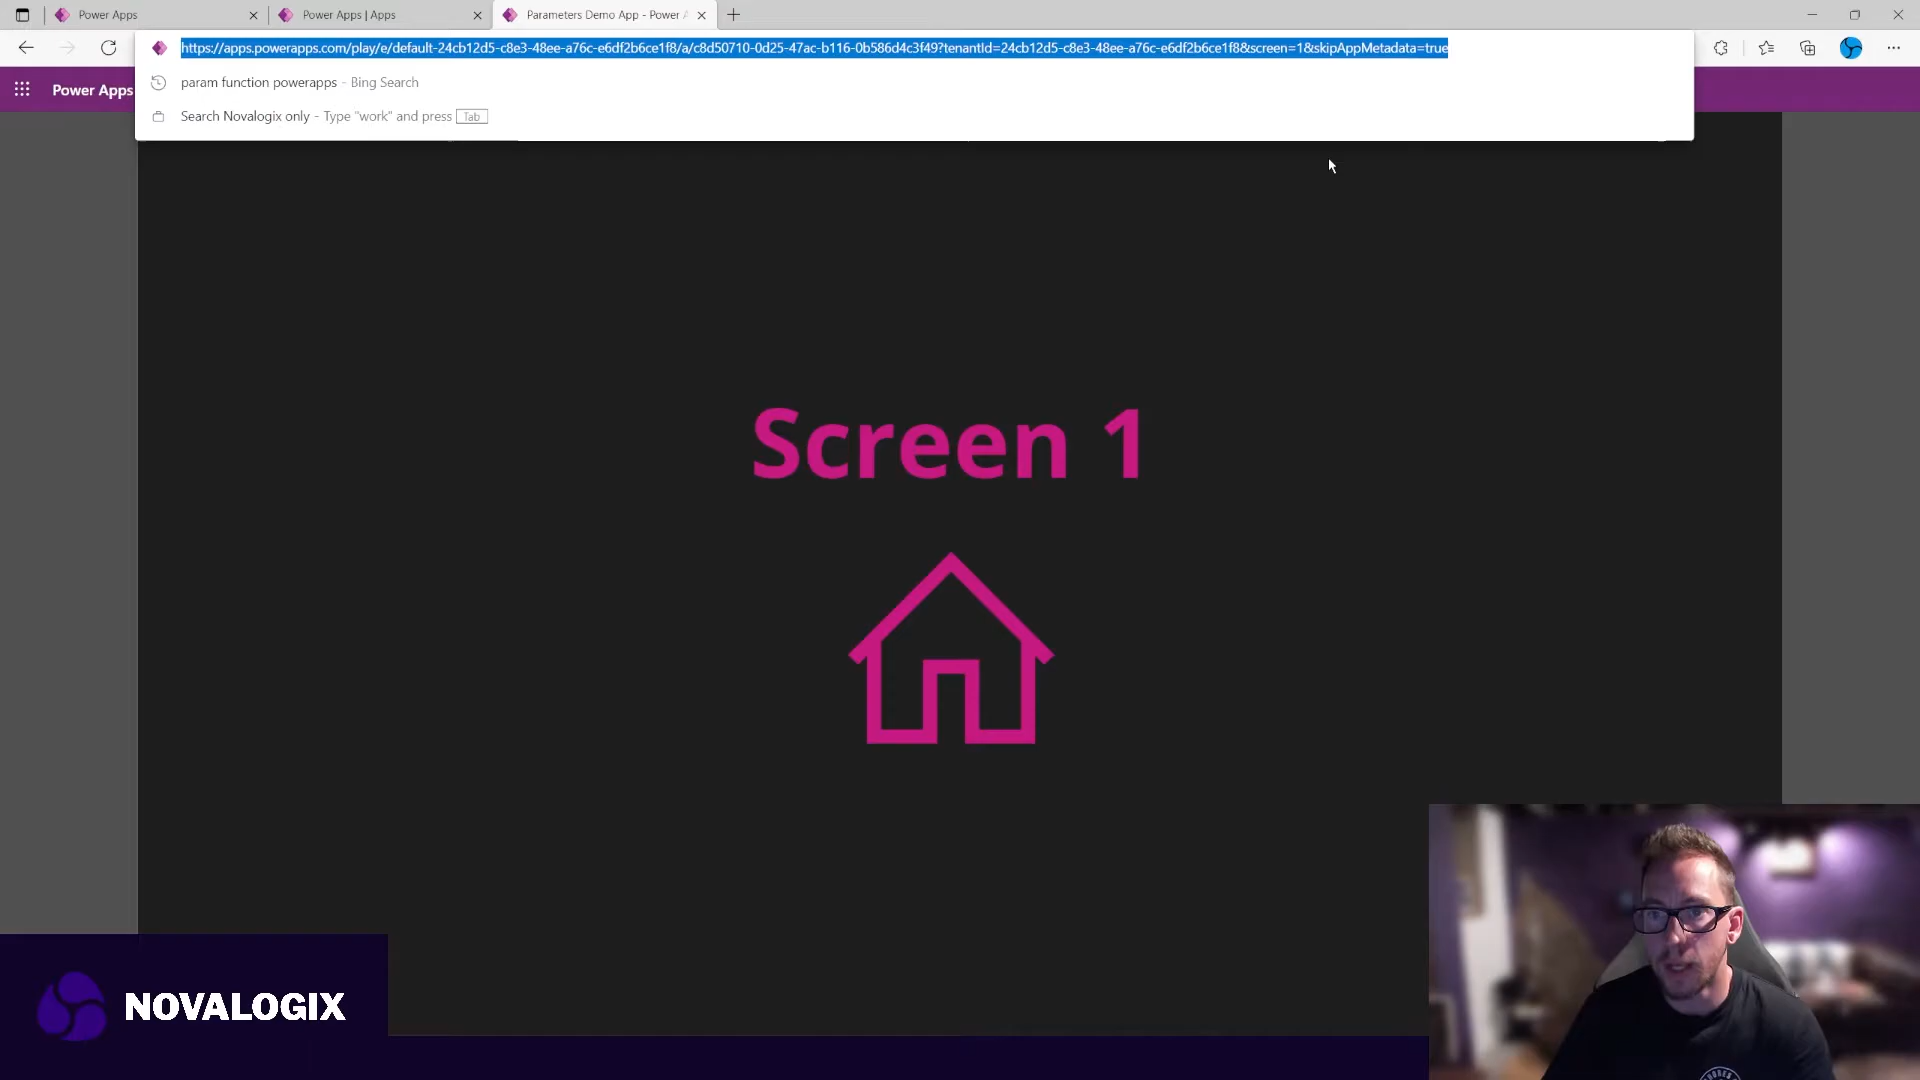 Power Apps
Power Apps | Apps
Parameters Demo App - Power A
https://apps.powerapps.com/play/e/default-24cb12d5-c8e3-48ee-a76c-e6df2b6ce1f8/a/c8d50710-0d25-47ac-b116-0b586d4c3f49?tenantId=24cb12d5-c8e3-48ee-a76c-e6df2b6ce1f8&screen=1&skipAppMetadata=true
param function powerapps - Bing Search
Power Apps
Search Novalogix only - Type "work" and press Tab
Screen 1
NOVALOGIX